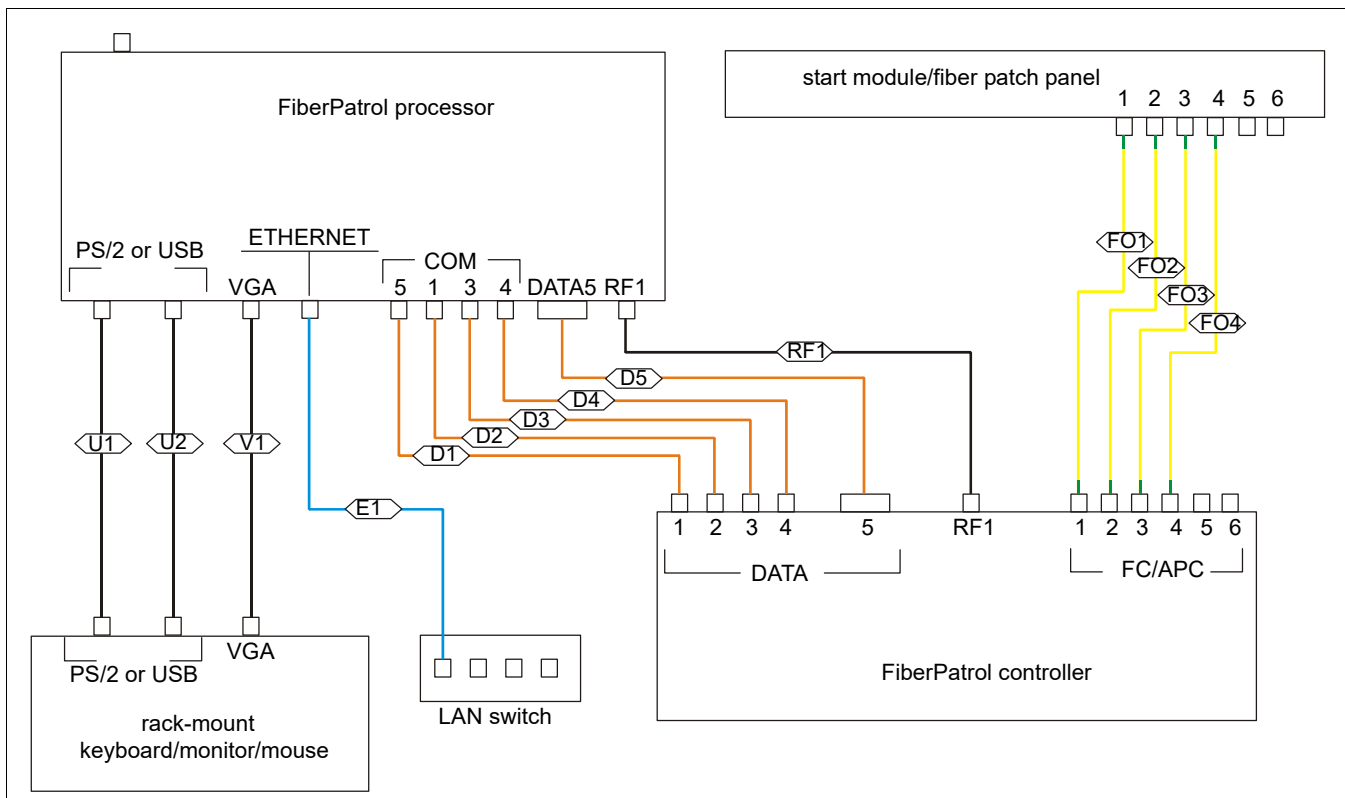 FiberPatrol processor
start module/fiber patch panel
1 2 3 4 5 6
PS/2 or USB
ETHERNET
VGA
COM
5 1 3 4
DATA5
RF1
FO1
FO2
FO3
FO4
RF1
D5
D4
D3
D2
D1
U1
U2
V1
E1
1 2 3 4 5
DATA
RF1
1 2 3 4 5 6
FC/APC
FiberPatrol controller
PS/2 or USB
VGA
rack-mount
keyboard/monitor/mouse
LAN switch